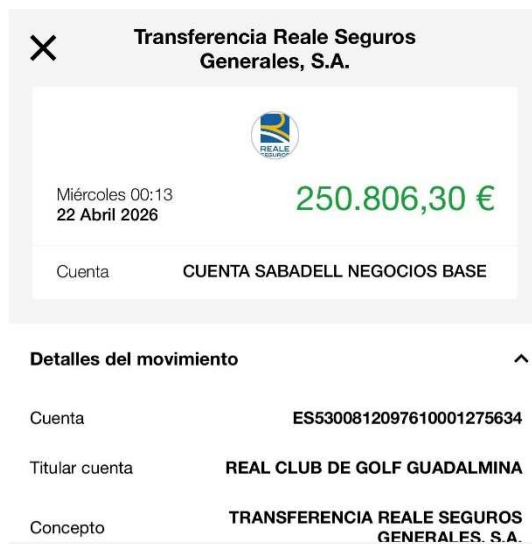 Transferencia Reale Seguros
Generales, S.A.
REALE
SEGUROS
Miércoles 00:13
250.806,30 €
22 Abril 2026
Cuenta CUENTA SABADELL NEGOCIOS BASE
Detalles del movimiento
Cuenta ES5300812097610001275634
Titular cuenta REAL CLUB DE GOLF GUADALMINA
Concepto TRANSFERENCIA REALE SEGUROS
GENERALES, S.A.